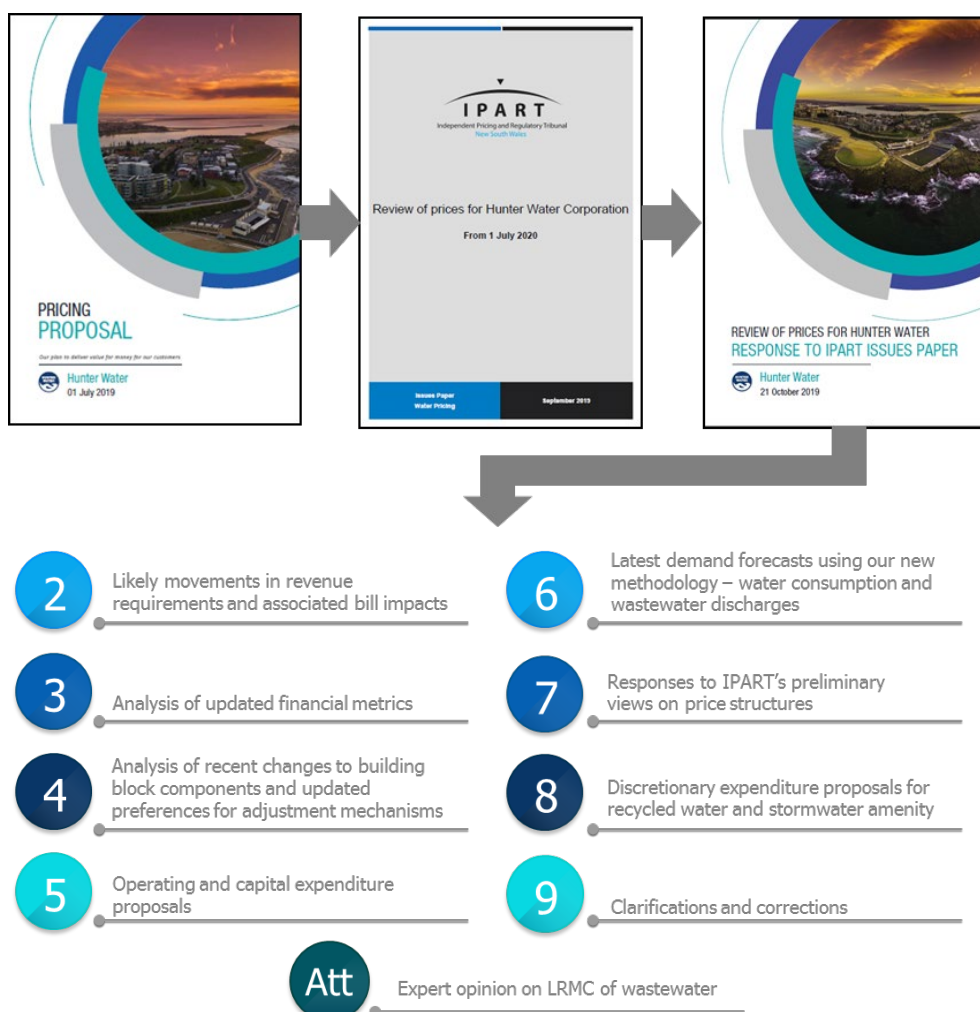 PRICING
PROPOSAL
Our plan to deliver value for money for our customers
Hunter Water
01 July 2019
IPART
Independent Pricing and Regulatory Tribunal
New South Wales
Review of prices for Hunter Water Corporation
From 1 July 2020
Issues Paper
Water Pricing
September 2019
REVIEW OF PRICES FOR HUNTER WATER
RESPONSE TO IPART ISSUES PAPER
Hunter Water
21 October 2019
2
Likely movements in revenue
requirements and associated bill impacts
3
Analysis of updated financial metrics
4
Analysis of recent changes to building
block components and updated
preferences for adjustment mechanisms
5
Operating and capital expenditure
proposals
6
Latest demand forecasts using our new
methodology – water consumption and
wastewater discharges
7
Responses to IPART's preliminary
views on price structures
8
Discretionary expenditure proposals for
recycled water and stormwater amenity
9
Clarifications and corrections
Att
Expert opinion on LRMC of wastewater